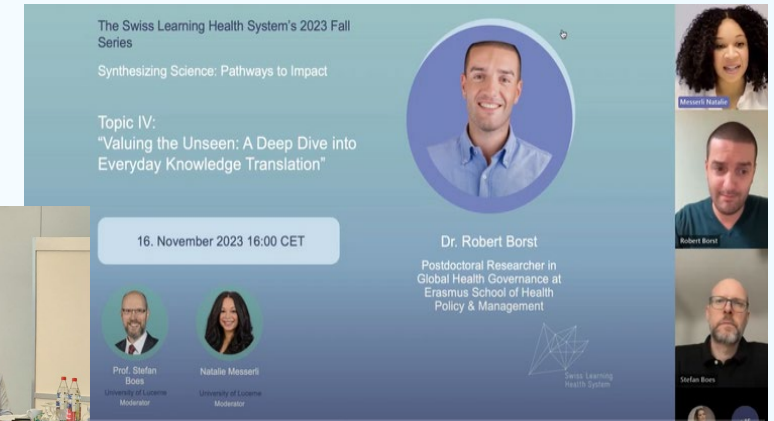 The Swiss Learning Health System's 2023 Fall
Series
Synthesizing Science: Pathways to Impact
Topic IV:
"Valuing the Unseen: A Deep Dive into
Everyday Knowledge Translation"
16. November 2023 16:00 CET
Prof. Stefan
Boes
University of Lucerne
Moderator
Natalie Messerli
University of Lucerne
Moderator
Dr. Robert Borst
Postdoctoral Researcher in
Global Health Governance at
Erasmus School of Health
Policy & Management
Swiss Learning
Health System
Messerli Natalie
Robert Borst
Stefan Boes